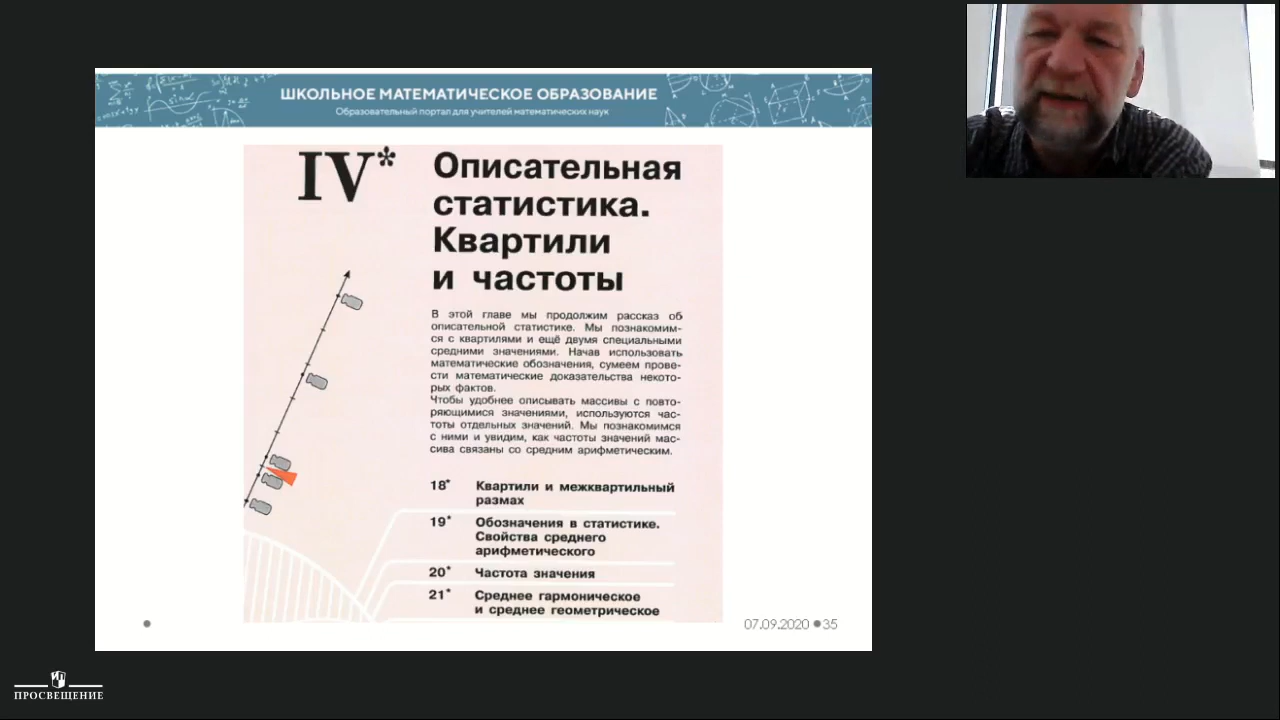 ШКОЛЬНОЕ МАТЕМАТИЧЕСКОЕ ОБРАЗОВАНИЕ
Образовательный портал для учителей математических наук
IV*
Описательная
статистика.
Квартили
и частоты
В этой главе мы продолжим рассказ об
описательной статистике. Мы познакомим-
ся с квартилями и ещё двумя специальными
средними значениями. Начав использовать
математические обозначения, сумеем прове-
сти математические доказательства некото-
рых фактов.
Чтобы удобнее описывать массивы с повто-
ряющимися значениями, используются час-
тоты отдельных значений. Мы познакомимся
с ними и увидим, как частоты значений мас-
сива связаны со средним арифметическим.
18* Квартили и межквартильный
размах
19* Обозначения в статистике.
Свойства среднего
арифметического
20* Частота значения
21* Среднее гармоническое
и среднее геометрическое
07.09.2020 35
ПРОСВЕЩЕНИЕ